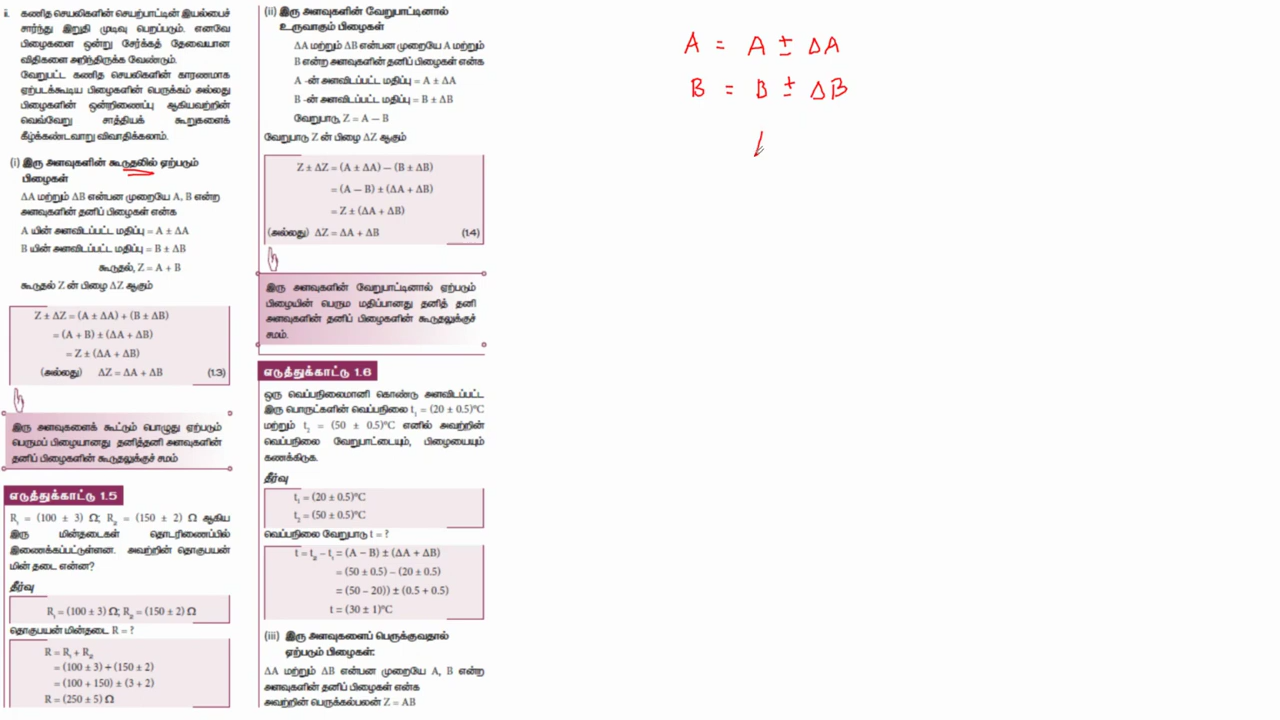 ii. கணித செயலிகளின் செயற்பாட்டின் இயல்பைச்
சார்ந்து இறுதி முடிவு பெறப்படும். எனவே
பிழைகளை ஒன்று சேர்க்கத் தேவையான
விதிகளை அறிந்திருக்க வேண்டும்.
வேறுபட்ட கணித செயலிகளின் காரணமாக
ஏற்படக்கூடிய பிழைகளின் பெருக்கம் அல்லது
பிழைகளின் ஒன்றிணைப்பு ஆகியவற்றின்
வெவ்வேறு சாத்தியக் கூறுகளைக்
கீழ்க்கண்டவாறு விவாதிக்கலாம்.
(i) இரு அளவுகளின் கூடுதலில் ஏற்படும்
பிழைகள்
ΔA மற்றும் ΔB என்பன முறையே A, B என்ற
அளவுகளின் தனிப் பிழைகள் என்க
A யின் அளவிடப்பட்ட மதிப்பு = A ± ΔA
B யின் அளவிடப்பட்ட மதிப்பு = B ± ΔB
கூடுதல், Z = A + B
கூடுதல் Z ன் பிழை ΔZ ஆகும்
Z ± ΔZ = (A ± ΔA) + (B ± ΔB)
= (A + B) ± (ΔA + ΔB)
= Z ± (ΔA + ΔB)
(அல்லது) ΔZ = ΔA + ΔB (1.3)
இரு அளவுகளைக் கூட்டும் பொழுது ஏற்படும்
பெருமப் பிழையானது தனித்தனி அளவுகளின்
தனிப் பிழைகளின் கூடுதலுக்குச் சமம்
எடுத்துக்காட்டு 1.5
R₁ = (100 ± 3) Ω; R₂ = (150 ± 2) Ω ஆகிய
இரு மின்தடைகள் தொடரிணைப்பில்
இணைக்கப்பட்டுள்ளன. அவற்றின் தொகுபயன்
மின் தடை என்ன?
தீர்வு
R₁ = (100 ± 3) Ω; R₂ = (150 ± 2) Ω
தொகுபயன் மின்தடை R = ?
R = R₁ + R₂
= (100 ± 3) + (150 ± 2)
= (100 + 150) ± (3 + 2)
R = (250 ± 5) Ω
(ii) இரு அளவுகளின் வேறுபாட்டினால்
உருவாகும் பிழைகள்
ΔA மற்றும் ΔB என்பன முறையே A மற்றும்
B என்ற அளவுகளின் தனிப் பிழைகள் என்க
A -ன் அளவிடப்பட்ட மதிப்பு = A ± ΔA
B -ன் அளவிடப்பட்ட மதிப்பு = B ± ΔB
வேறுபாடு, Z = A – B
வேறுபாடு Z ன் பிழை ΔZ ஆகும்
Z ± ΔZ = (A ± ΔA) – (B ± ΔB)
= (A – B) ± (ΔA + ΔB)
= Z ± (ΔA + ΔB)
(அல்லது) ΔZ = ΔA + ΔB (1.4)
இரு அளவுகளின் வேறுபாட்டினால் ஏற்படும்
பிழையின் பெரும மதிப்பானது தனித் தனி
அளவுகளின் தனிப் பிழைகளின் கூடுதலுக்குச்
சமம்.
எடுத்துக்காட்டு 1.6
ஒரு வெப்பநிலைமானி கொண்டு அளவிடப்பட்ட
இரு பொருட்களின் வெப்பநிலை t₁ = (20 ± 0.5)°C
மற்றும் t₂ = (50 ± 0.5)°C எனில் அவற்றின்
வெப்பநிலை வேறுபாட்டையும், பிழையையும்
கணக்கிடுக.
தீர்வு
t₁ = (20 ± 0.5)°C
t₂ = (50 ± 0.5)°C
வெப்பநிலை வேறுபாடு t = ?
t = t₂ – t₁ = (A – B) ± (ΔA + ΔB)
= (50 ± 0.5) – (20 ± 0.5)
= (50 – 20)) ± (0.5 + 0.5)
t = (30 ± 1)°C
(iii) இரு அளவுகளைப் பெருக்குவதால்
ஏற்படும் பிழைகள்:
ΔA மற்றும் ΔB என்பன முறையே A, B என்ற
அளவுகளின் தனிப் பிழைகள் என்க
அவற்றின் பெருக்கல்பலன் Z = AB
A = A ± ΔA
B = B ± ΔB